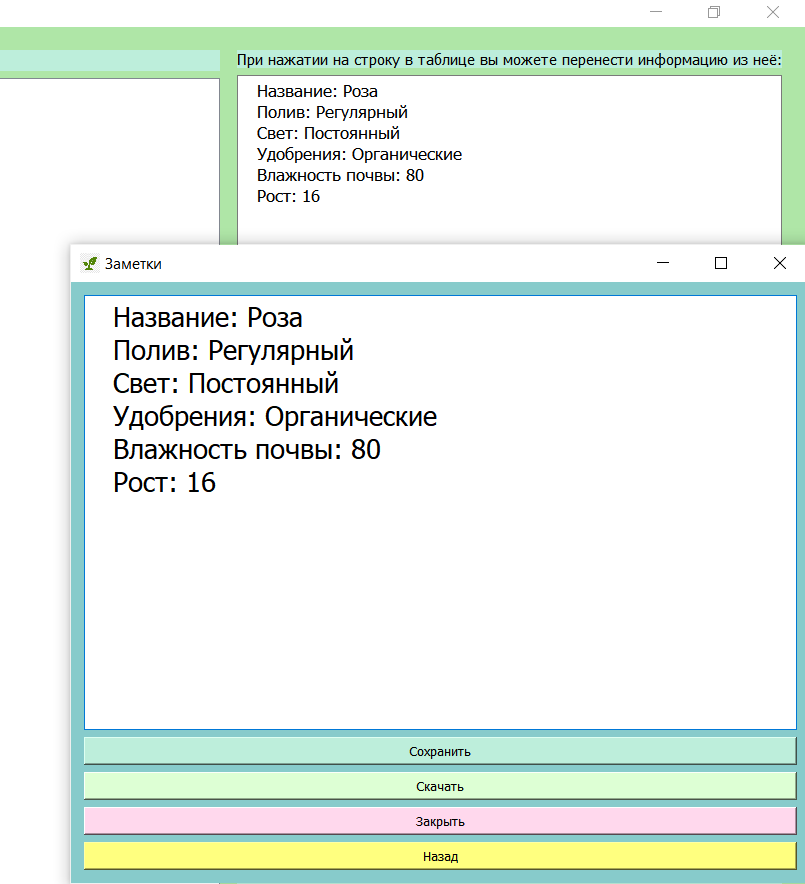 При нажатии на строку в таблице вы можете перенести информацию из неё:
Название: Роза
Полив: Регулярный
Свет: Постоянный
Удобрения: Органические
Влажность почвы: 80
Рост: 16
Заметки
Название: Роза
Полив: Регулярный
Свет: Постоянный
Удобрения: Органические
Влажность почвы: 80
Рост: 16
Сохранить
Скачать
Закрыть
Назад